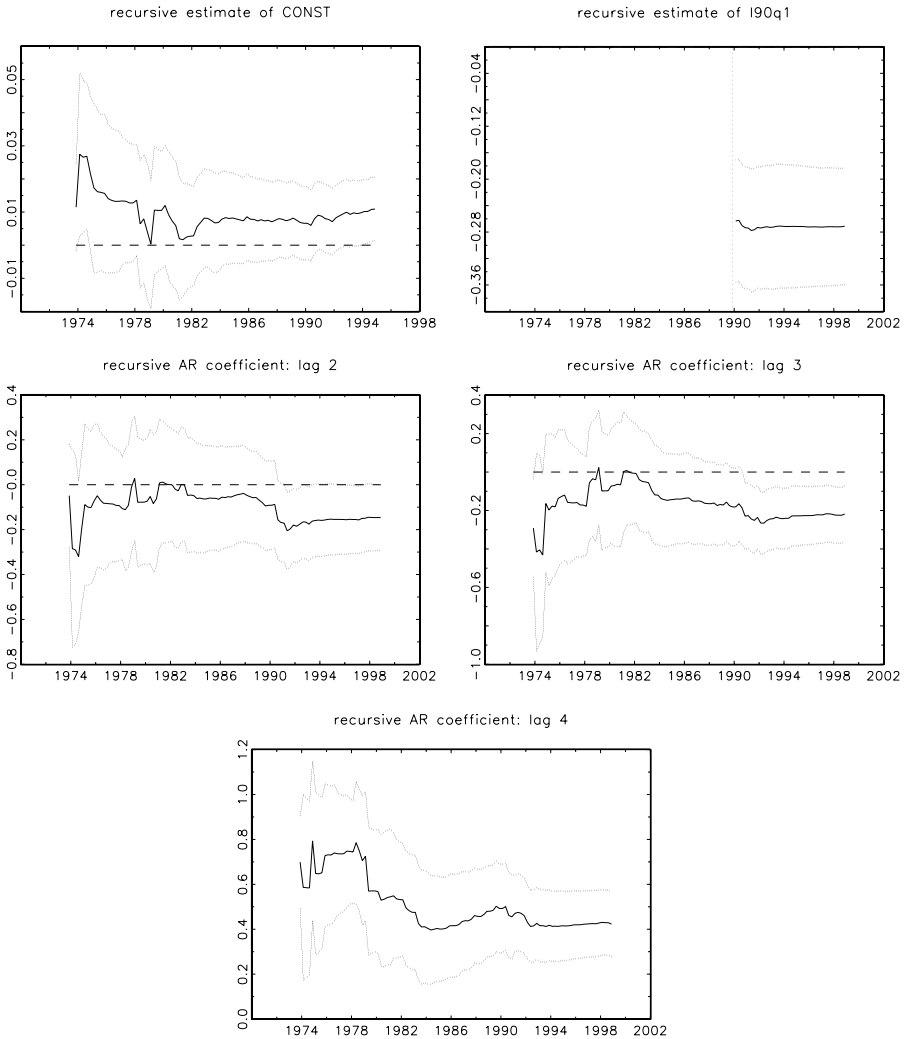 recursive estimate of CONST
recursive estimate of I90q1
0.05
0.03
0.01
−0.01
1974 1978 1982 1986 1990 1994 1998
−0.04
−0.12
−0.20
−0.28
−0.36
1974 1978 1982 1986 1990 1994 1998 2002
recursive AR coefficient: lag 2
recursive AR coefficient: lag 3
0.4
0.2
−0.0
−0.2
−0.4
−0.6
−0.8
1974 1978 1982 1986 1990 1994 1998 2002
0.4
0.2
−0.2
−0.6
−1.0
1974 1978 1982 1986 1990 1994 1998 2002
recursive AR coefficient: lag 4
1.2
1.0
0.8
0.6
0.4
0.2
0.0
1974 1978 1982 1986 1990 1994 1998 2002